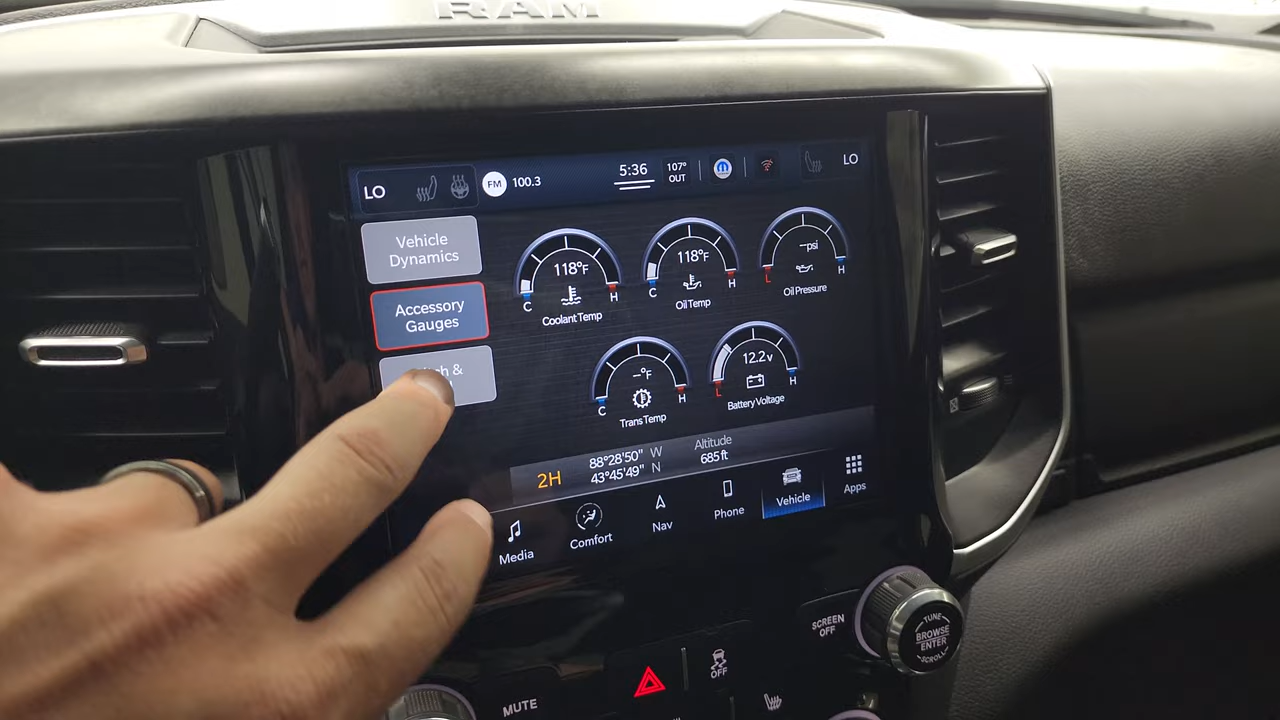 RAM
LO
FM 100.3
5:36
107°
OUT
LO
Vehicle
Dynamics
Accessory
Gauges
&
118°F
C H
Coolant Temp
118°F
C H
Oil Temp
--psi
L H
Oil Pressure
--°F
C H
Trans Temp
12.2v
L H
Battery Voltage
2H
88°28'50" W
43°45'49" N
Altitude
685 ft
Media
Comfort
Nav
Phone
Vehicle
Apps
SCREEN
OFF
TUNE
BROWSE
ENTER
SCROLL
OFF
MUTE